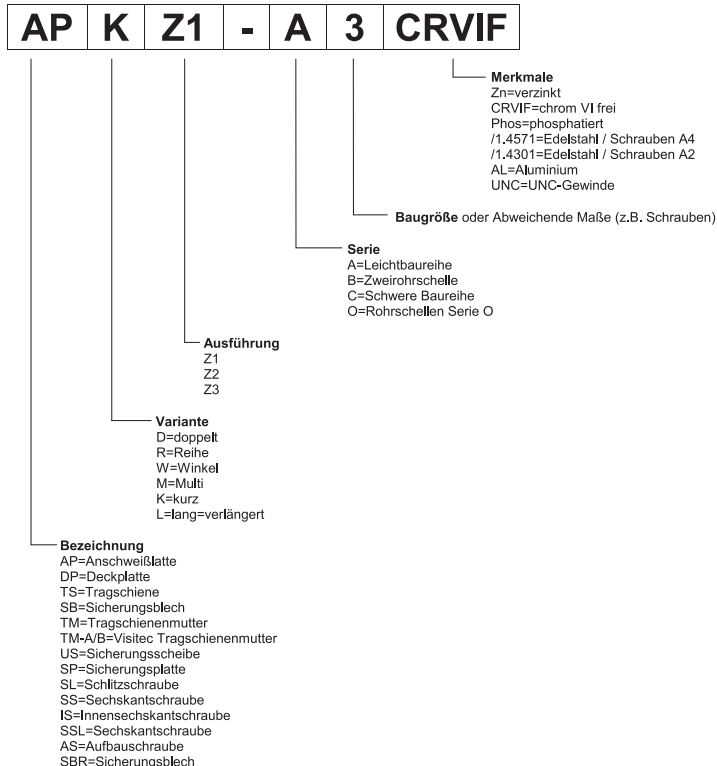 AP K Z1 - A 3 CRVIF
Merkmale
Zn=verzinkt
CRVIF=chrom VI frei
Phos=phosphatiert
/1.4571=Edelstahl / Schrauben A4
/1.4301=Edelstahl / Schrauben A2
AL=Aluminium
UNC=UNC-Gewinde
Baugröße oder Abweichende Maße (z.B. Schrauben)
Serie
A=Leichtbaureihe
B=Zweirohrschelle
C=Schwere Baureihe
O=Rohrschellen Serie O
Ausführung
Z1
Z2
Z3
Variante
D=doppelt
R=Reihe
W=Winkel
M=Multi
K=kurz
L=lang=verlängert
Bezeichnung
AP=Anschweißlatte
DP=Deckplatte
TS=Tragschiene
SB=Sicherungsblech
TM=Tragschienenmutter
TM-A/B=Visitec Tragschienenmutter
US=Sicherungsscheibe
SP=Sicherungsplatte
SL=Schlitzschraube
SS=Sechskantschraube
IS=Innensechskantschraube
SSL=Sechskantschraube
AS=Aufbauschraube
SBR=Sicherungsblech